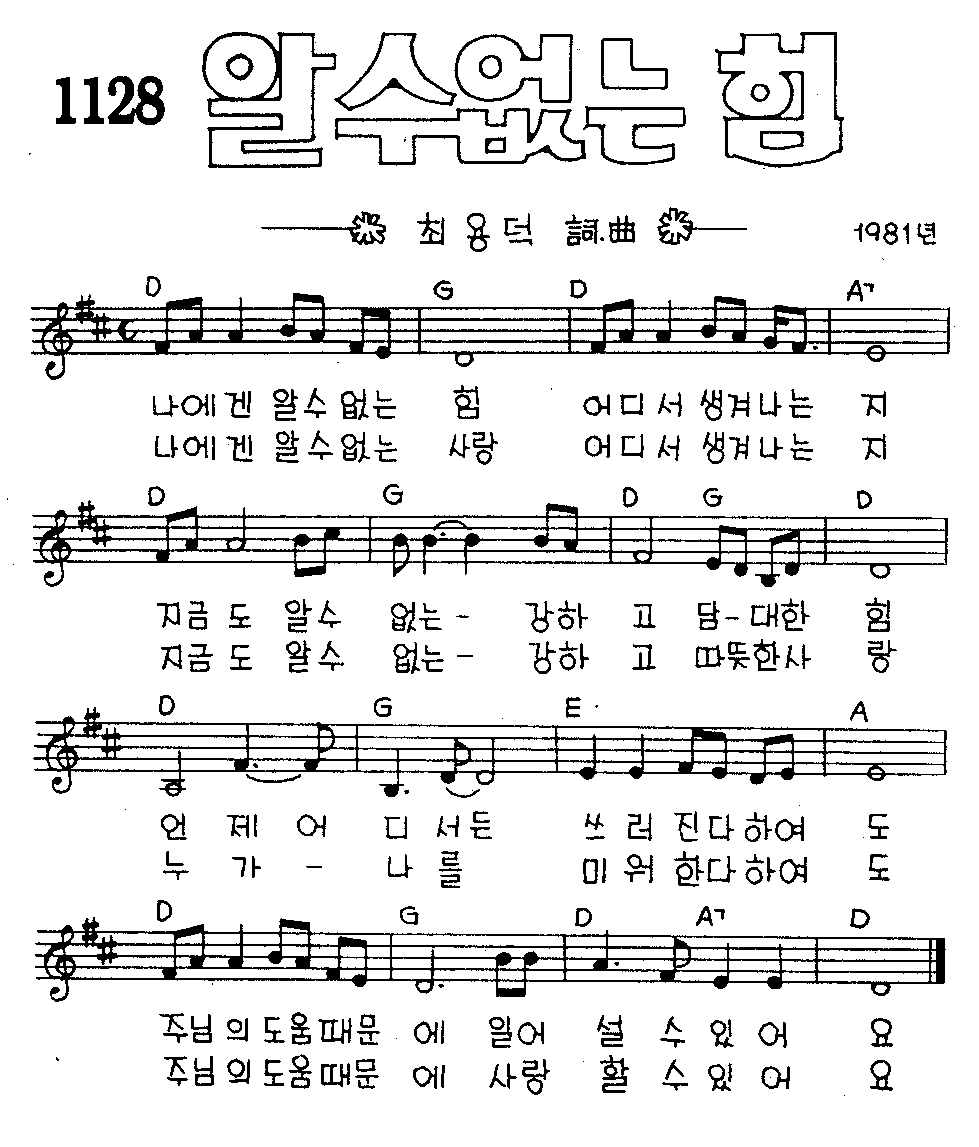 1128 알수없는 힘
최용덕 詞.曲 1981년
D G D A7
나에겐 알수없는 힘 어디서 생겨나는 지
나에겐 알수없는 사랑 어디서 생겨나는 지
D G D G D
지금도 알수 없는- 강하 고 담-대한 힘
지금도 알수 없는- 강하 고 따뜻한사 랑
D G E A
언 제 어 디 서든 쓰 러 진다하여 도
누 가 - 나 를 미 워 한다하여 도
D G D A7 D
주님의도움때문 에 일어 설 수 있 어 요
주님의도움때문 에 사랑 할 수 있 어 요